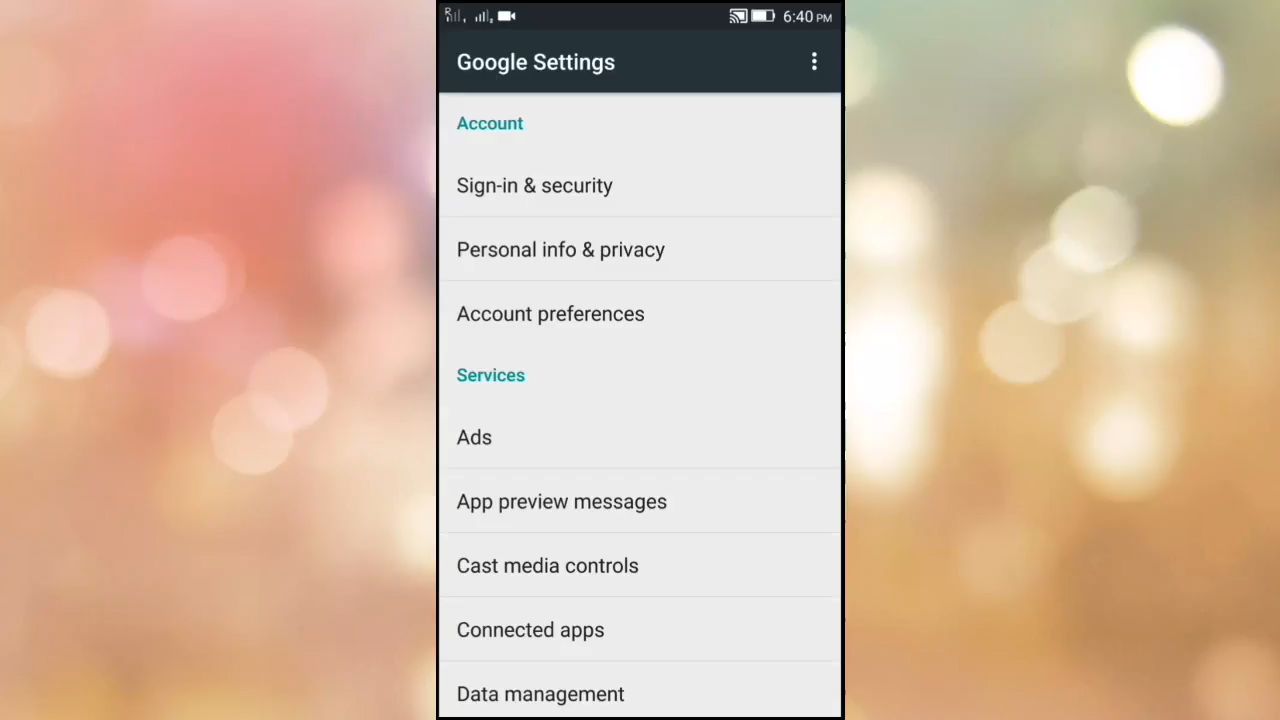 6:40 PM
Google Settings
Account
Sign-in & security
Personal info & privacy
Account preferences
Services
Ads
App preview messages
Cast media controls
Connected apps
Data management